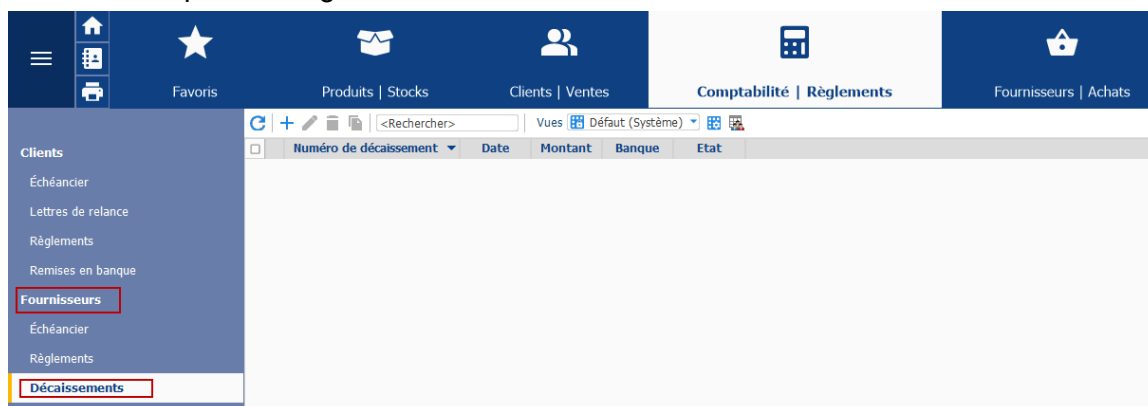 Favoris
Produits | Stocks
Clients | Ventes
Comptabilité | Règlements
Fournisseurs | Achats
<Rechercher>
Vues
Défaut (Système)
Numéro de décaissement Date Montant Banque Etat
Clients
Échéancier
Lettres de relance
Règlements
Remises en banque
Fournisseurs
Échéancier
Règlements
Décaissements